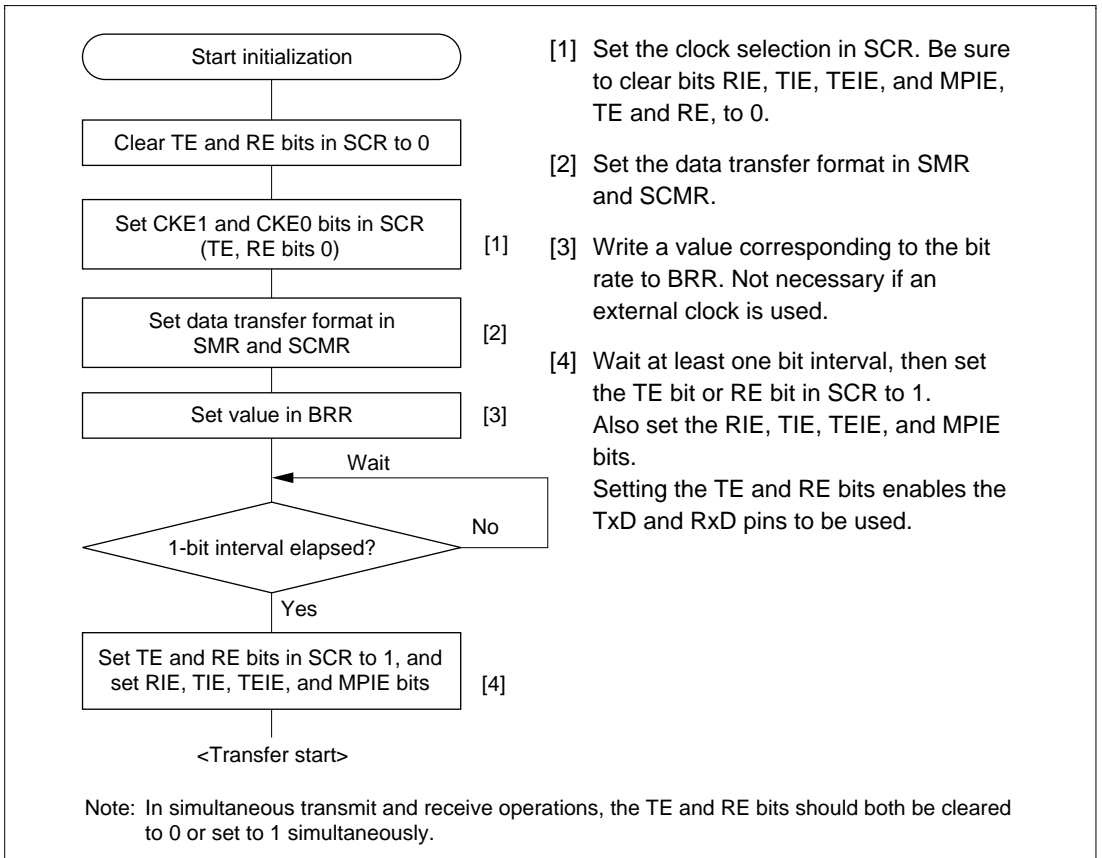 Start initialization
Clear TE and RE bits in SCR to 0
Set CKE1 and CKE0 bits in SCR
(TE, RE bits 0)
[1]
Set data transfer format in
SMR and SCMR
[2]
Set value in BRR
[3]
Wait
No
1-bit interval elapsed?
Yes
Set TE and RE bits in SCR to 1, and
set RIE, TIE, TEIE, and MPIE bits
[4]
<Transfer start>
[1] Set the clock selection in SCR. Be sure
to clear bits RIE, TIE, TEIE, and MPIE,
TE and RE, to 0.
[2] Set the data transfer format in SMR
and SCMR.
[3] Write a value corresponding to the bit
rate to BRR. Not necessary if an
external clock is used.
[4] Wait at least one bit interval, then set
the TE bit or RE bit in SCR to 1.
Also set the RIE, TIE, TEIE, and MPIE
bits.
Setting the TE and RE bits enables the
TxD and RxD pins to be used.
Note: In simultaneous transmit and receive operations, the TE and RE bits should both be cleared
to 0 or set to 1 simultaneously.